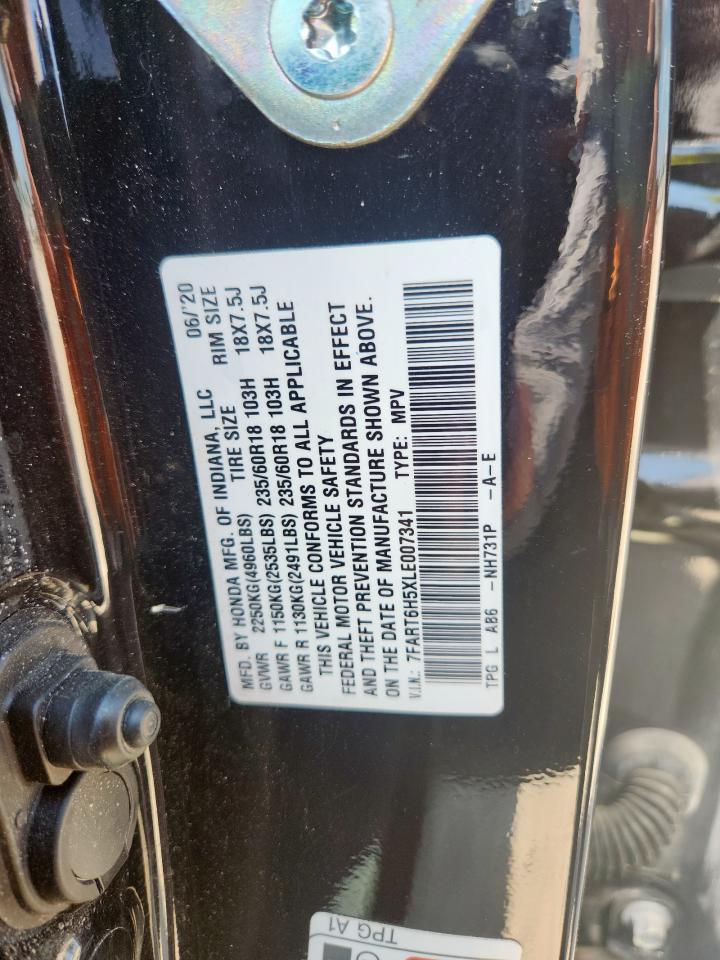 MFD. BY HONDA MFG. OF INDIANA, LLC 06/'20
TIRE SIZE RIM SIZE
GVWR 2250KG(4960LBS)
GAWR F 1150KG(2535LBS) 235/60R18 103H 18X7.5J
GAWR R 1130KG(2491LBS) 235/60R18 103H 18X7.5J
THIS VEHICLE CONFORMS TO ALL APPLICABLE
FEDERAL MOTOR VEHICLE SAFETY
AND THEFT PREVENTION STANDARDS IN EFFECT
ON THE DATE OF MANUFACTURE SHOWN ABOVE.
V.I.N.: 7FART6H5XLE007341 TYPE: MPV
TPG L AB6 -NH731P -A-E
TPG A1